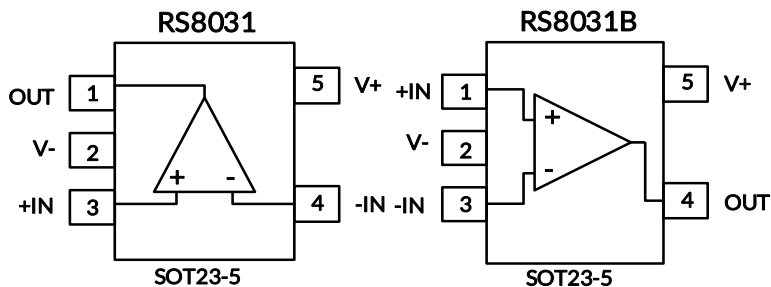 RS8031
OUT 1
5 V+
V- 2
+IN 3
+ -
4 -IN
SOT23-5
RS8031B
+IN 1
5 V+
+
V- 2
-
-IN 3
4 OUT
SOT23-5